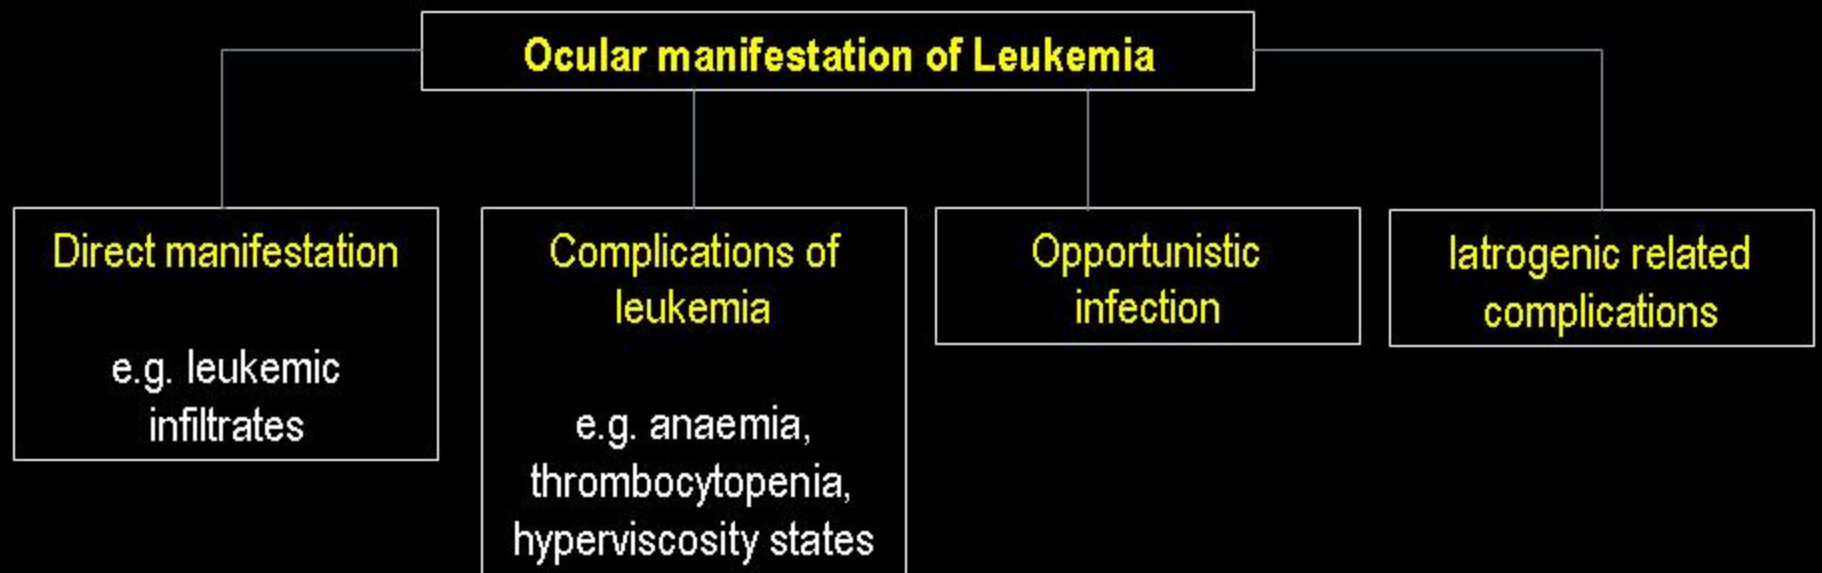 Ocular manifestation of Leukemia
Direct manifestation
e.g. leukemic
infiltrates
Complications of
leukemia
e.g. anaemia,
thrombocytopenia,
hyperviscosity states
Opportunistic
infection
Iatrogenic related
complications